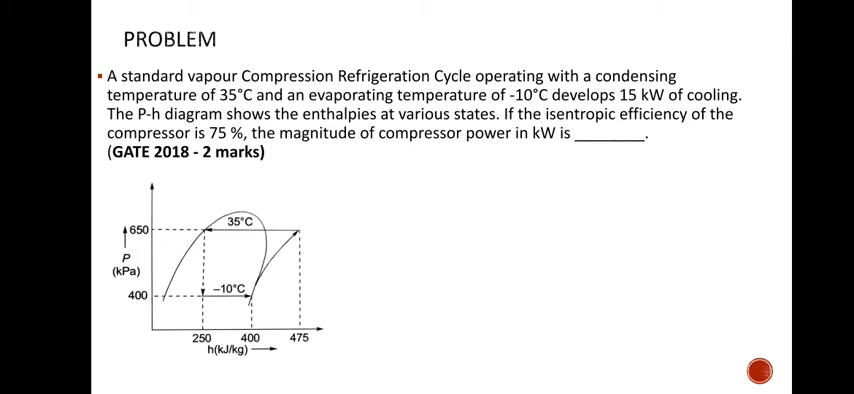 PROBLEM
A standard vapour Compression Refrigeration Cycle operating with a condensing
temperature of 35°C and an evaporating temperature of -10°C develops 15 kW of cooling.
The P-h diagram shows the enthalpies at various states. If the isentropic efficiency of the
compressor is 75 %, the magnitude of compressor power in kW is ________.
(GATE 2018 - 2 marks)
35°C
650
P
(kPa)
–10°C
400
250 400 475
h(kJ/kg)